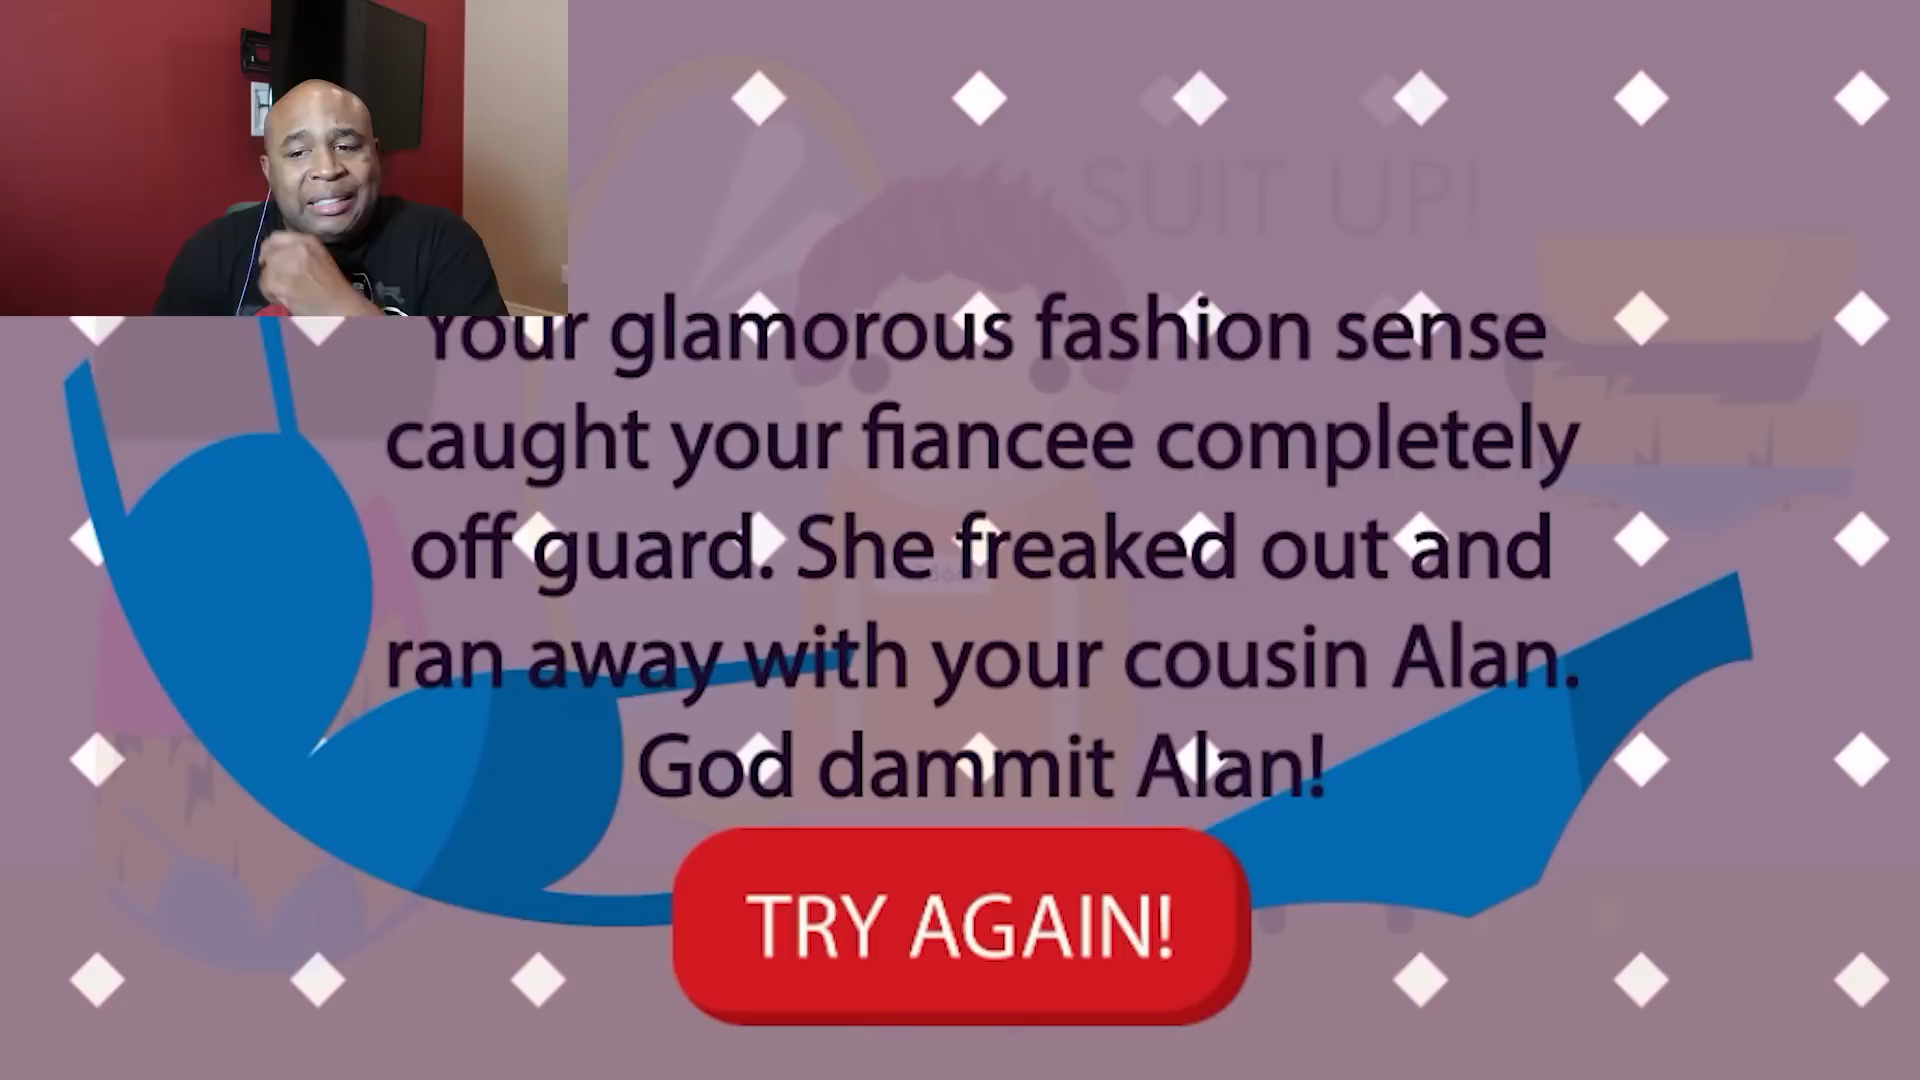 SUIT UP!
Your glamorous fashion sense
caught your fiancee completely
off guard. She freaked out and
ran away with your cousin Alan.
God dammit Alan!
TRY AGAIN!